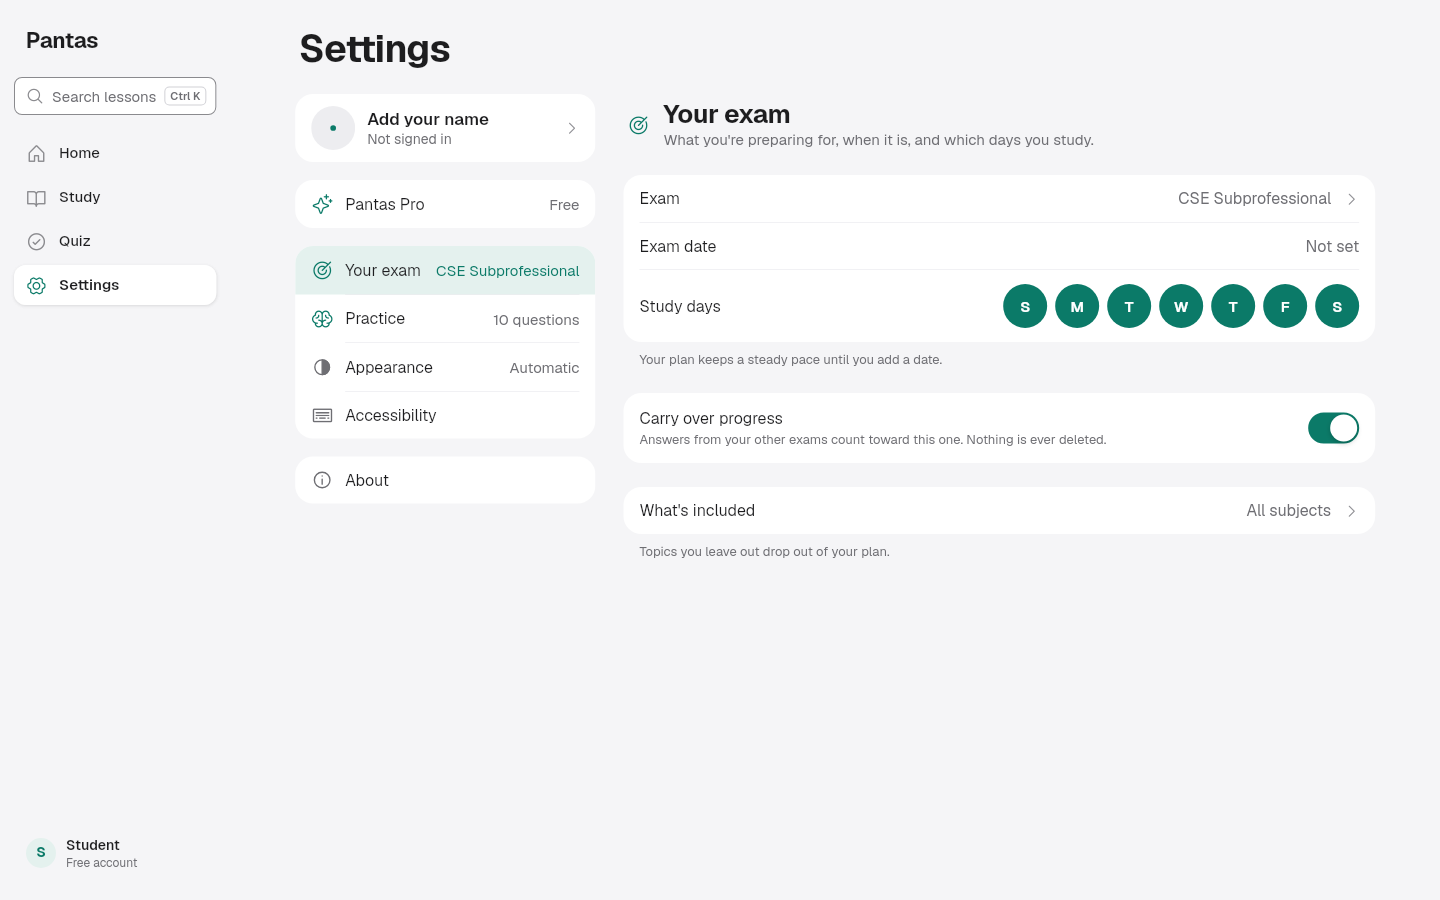 Pantas
Search lessons
Ctrl K
Home
Study
Quiz
Settings
Student
S
Free account
Settings
Add your name
Not signed in
Pantas Pro
Free
Your exam
CSE Subprofessional
Practice
10 questions
Appearance
Automatic
Accessibility
About
Your exam
What you're preparing for, when it is, and which days you study.
Exam
CSE Subprofessional
Exam date
Not set
Study days
S M T W T F S
Your plan keeps a steady pace until you add a date.
Carry over progress
Answers from your other exams count toward this one. Nothing is ever deleted.
What's included
All subjects
Topics you leave out drop out of your plan.